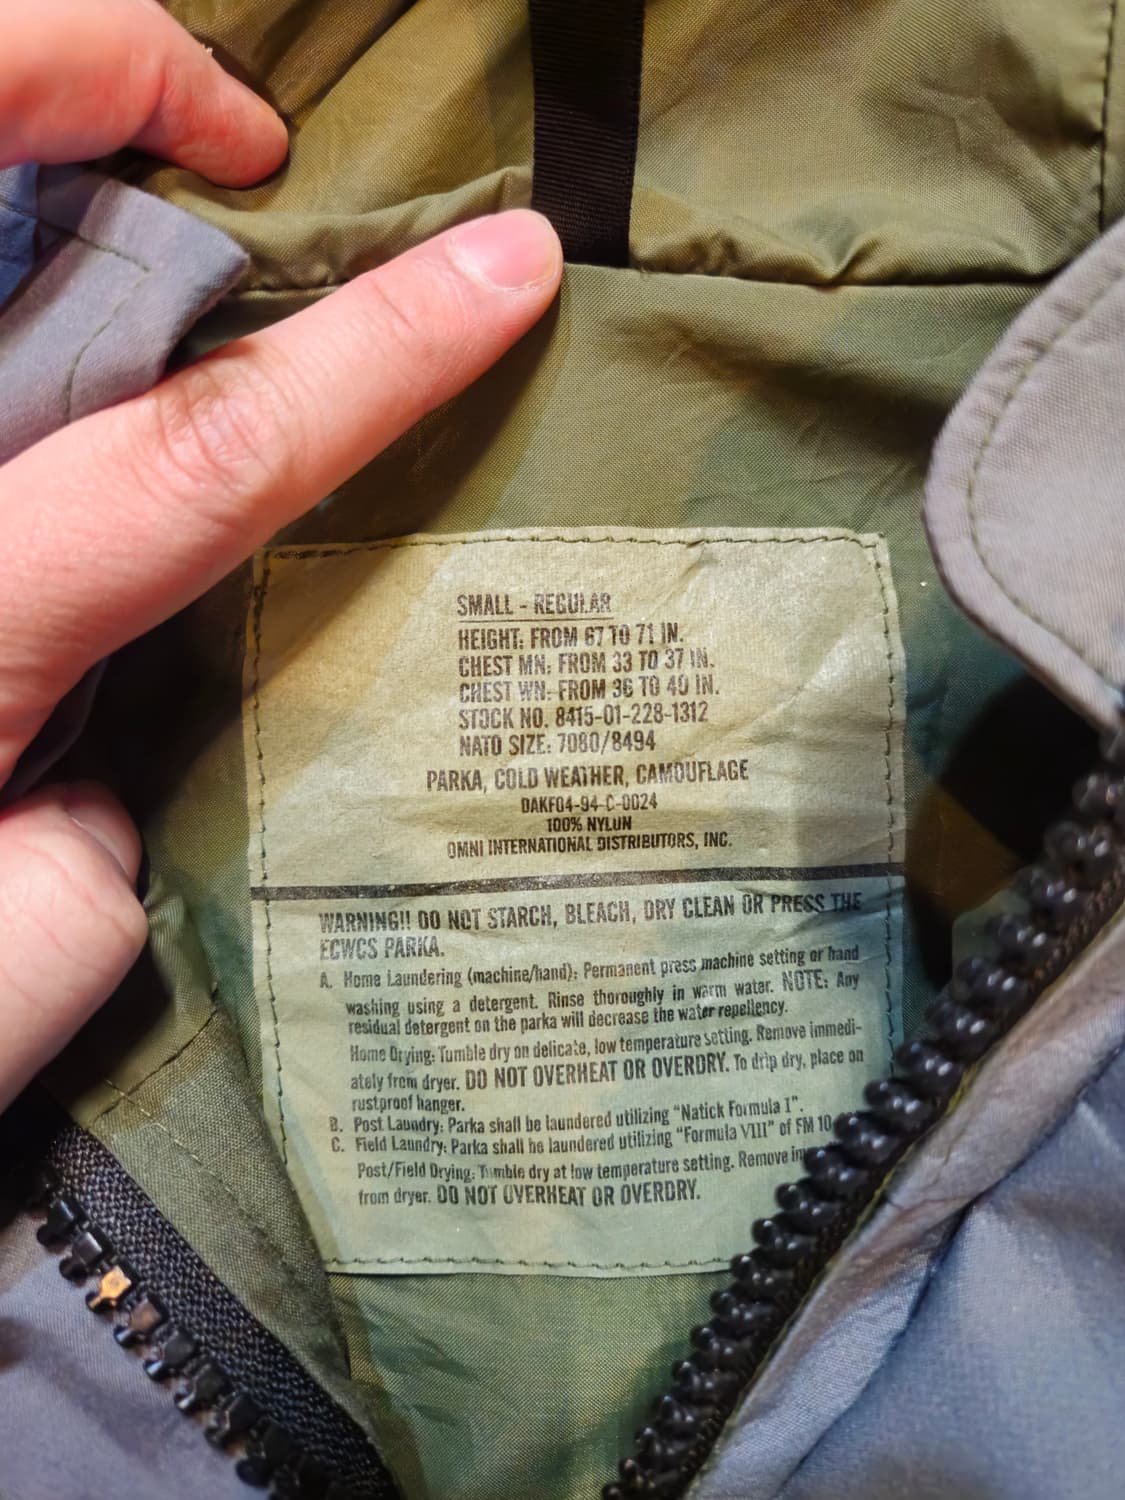 SMALL - REGULAR
HEIGHT: FROM 67 TO 71 IN.
CHEST MN: FROM 33 TO 37 IN.
CHEST WN: FROM 36 TO 40 IN.
STOCK NO. 8415-01-228-1312
NATO SIZE: 7080/8494
PARKA, COLD WEATHER, CAMOUFLAGE
DAKF04-94-C-0024
100% NYLON
OMNI INTERNATIONAL DISTRIBUTORS, INC.
WARNING!! DO NOT STARCH, BLEACH, DRY CLEAN OR PRESS THE
ECWCS PARKA.
A. Home Laundering (machine/hand): Permanent press machine setting or hand
washing using a detergent. Rinse thoroughly in warm water. NOTE: Any
residual detergent on the parka will decrease the water repellency.
Home Drying: Tumble dry on delicate, low temperature setting. Remove immedi-
ately from dryer. DO NOT OVERHEAT OR OVERDRY. To drip dry, place on
rustproof hanger.
B. Post Laundry: Parka shall be laundered utilizing "Natick Formula I".
C. Field Laundry: Parka shall be laundered utilizing "Formula VIII" of FM 10
Post/Field Drying: Tumble dry at low temperature setting. Remove
from dryer. DO NOT OVERHEAT OR OVERDRY.